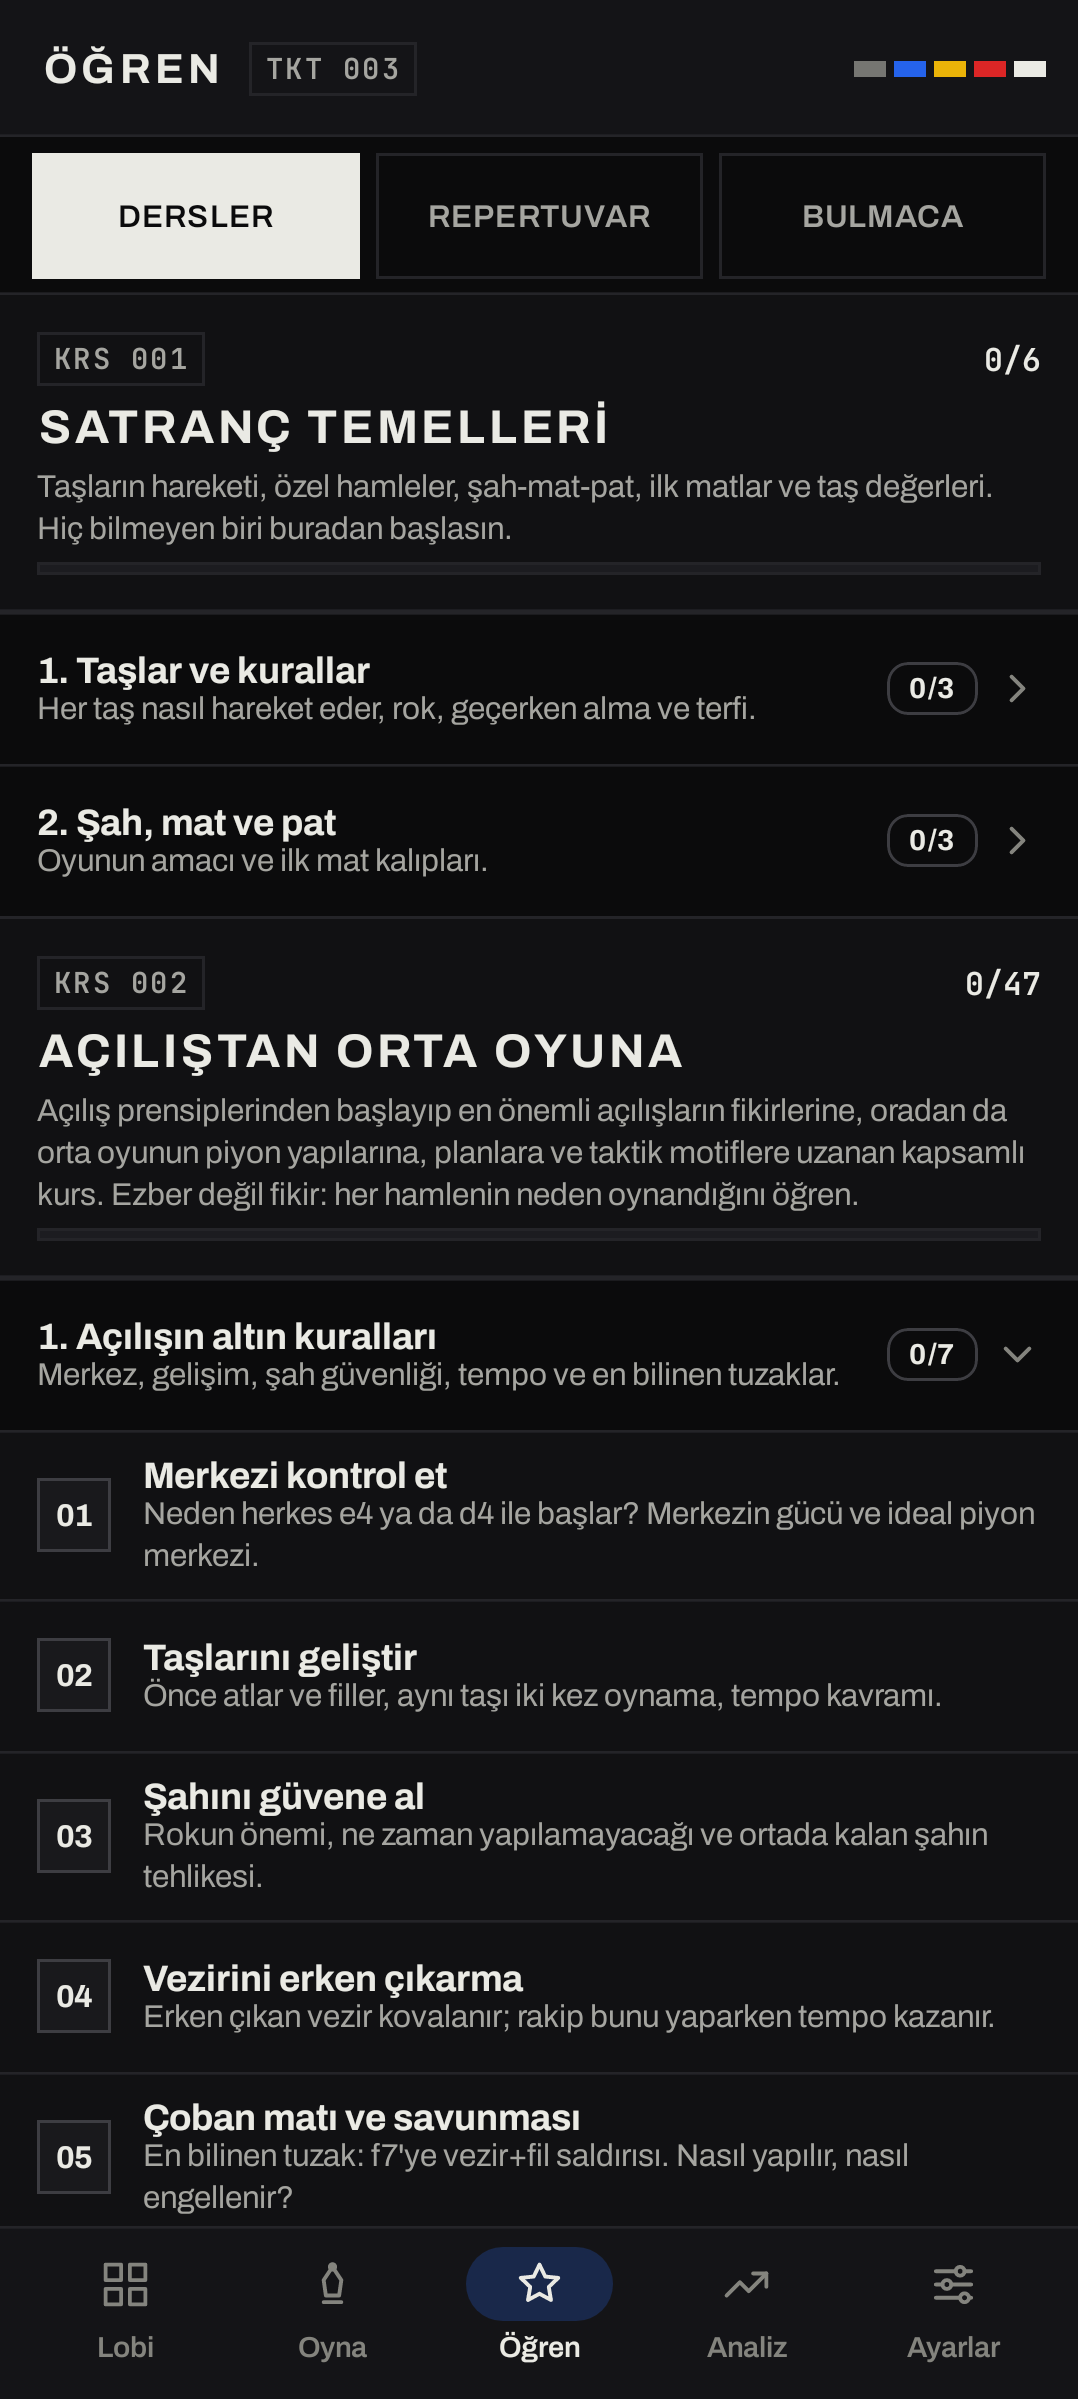 ÖĞREN
TKT 003
DERSLER
REPERTUVAR
BULMACA
KRS 001
0/6
SATRANÇ TEMELLERİ
Taşların hareketi, özel hamleler, şah-mat-pat, ilk matlar ve taş değerleri.
Hiç bilmeyen biri buradan başlasın.
1. Taşlar ve kurallar
Her taş nasıl hareket eder, rok, geçerken alma ve terfi.
0/3
2. Şah, mat ve pat
Oyunun amacı ve ilk mat kalıpları.
0/3
KRS 002
0/47
AÇILIŞTAN ORTA OYUNA
Açılış prensiplerinden başlayıp en önemli açılışların fikirlerine, oradan da
orta oyunun piyon yapılarına, planlara ve taktik motiflere uzanan kapsamlı
kurs. Ezber değil fikir: her hamlenin neden oynandığını öğren.
1. Açılışın altın kuralları
Merkez, gelişim, şah güvenliği, tempo ve en bilinen tuzaklar.
0/7
01
Merkezi kontrol et
Neden herkes e4 ya da d4 ile başlar? Merkezin gücü ve ideal piyon
merkezi.
02
Taşlarını geliştir
Önce atlar ve filler, aynı taşı iki kez oynama, tempo kavramı.
03
Şahını güvene al
Rokun önemi, ne zaman yapılamayacağı ve ortada kalan şahın
tehlikesi.
04
Vezirini erken çıkarma
Erken çıkan vezir kovalanır; rakip bunu yaparken tempo kazanır.
05
Çoban matı ve savunması
En bilinen tuzak: f7'ye vezir+fil saldırısı. Nasıl yapılır, nasıl
engellenir?
Lobi
Oyna
Öğren
Analiz
Ayarlar